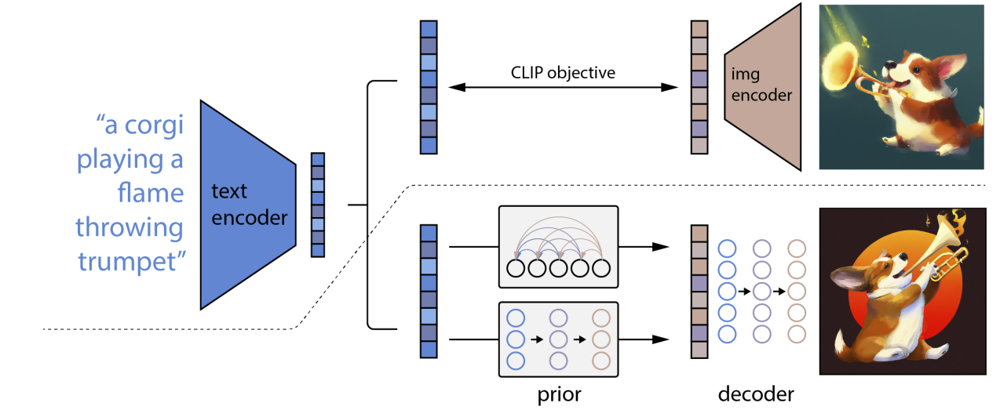 “a corgi
playing a
flame
throwing
trumpet”
text
encoder
CLIP objective
img
encoder
prior
decoder